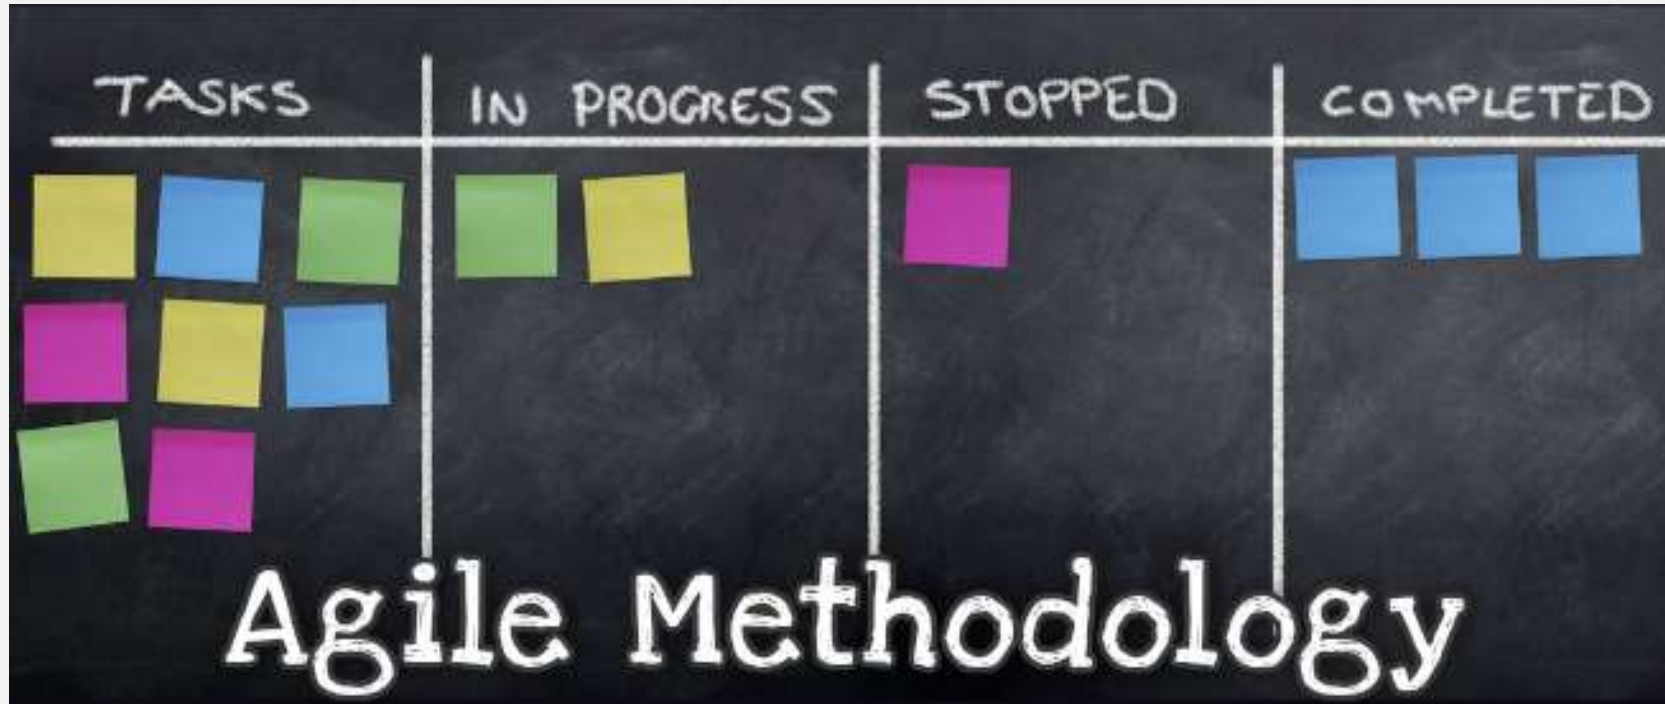 TASKS
IN PROGRESS
STOPPED
COMPLETED
Agile Methodology